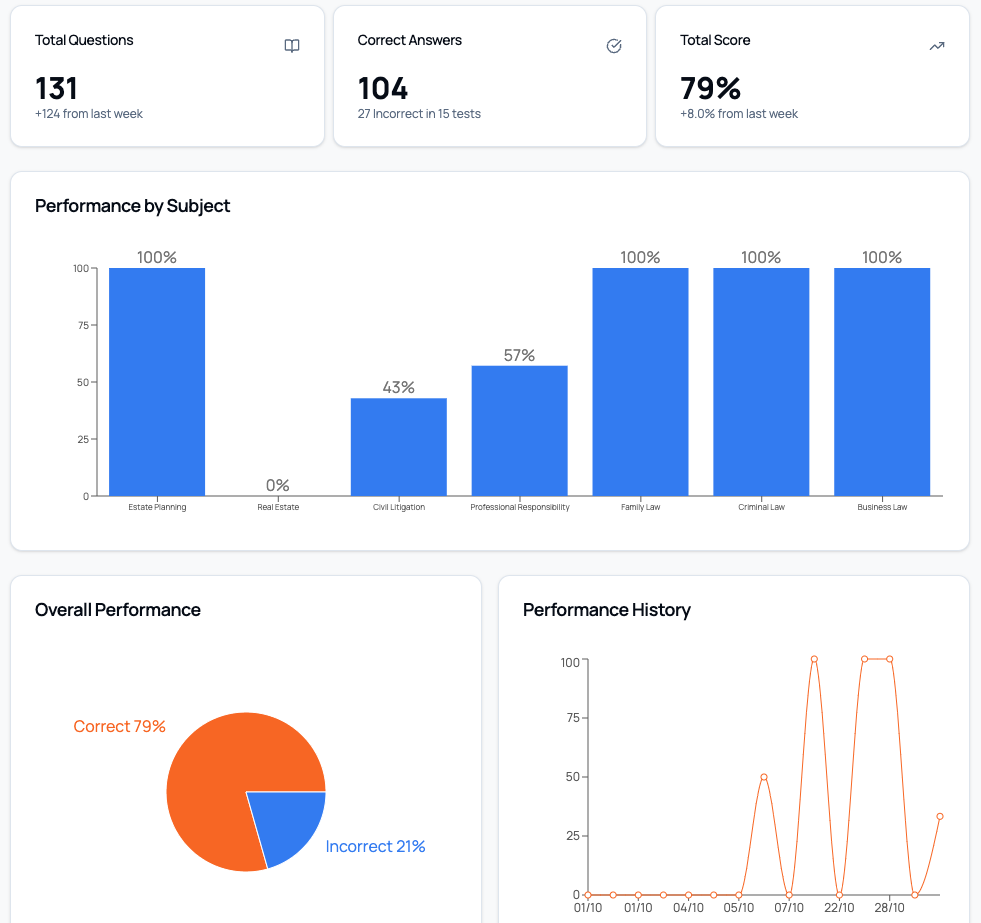 Total Questions
131
+124 from last week
Correct Answers
104
27 Incorrect in 15 tests
Total Score
79%
+8.0% from last week
Performance by Subject
100%
0%
43%
57%
100%
100%
100%
100
75
50
25
0
Estate Planning
Real Estate
Civil Litigation
Professional Responsibility
Family Law
Criminal Law
Business Law
Overall Performance
Correct 79%
Incorrect 21%
Performance History
100
75
50
25
0
01/10
01/10
04/10
05/10
07/10
22/10
28/10